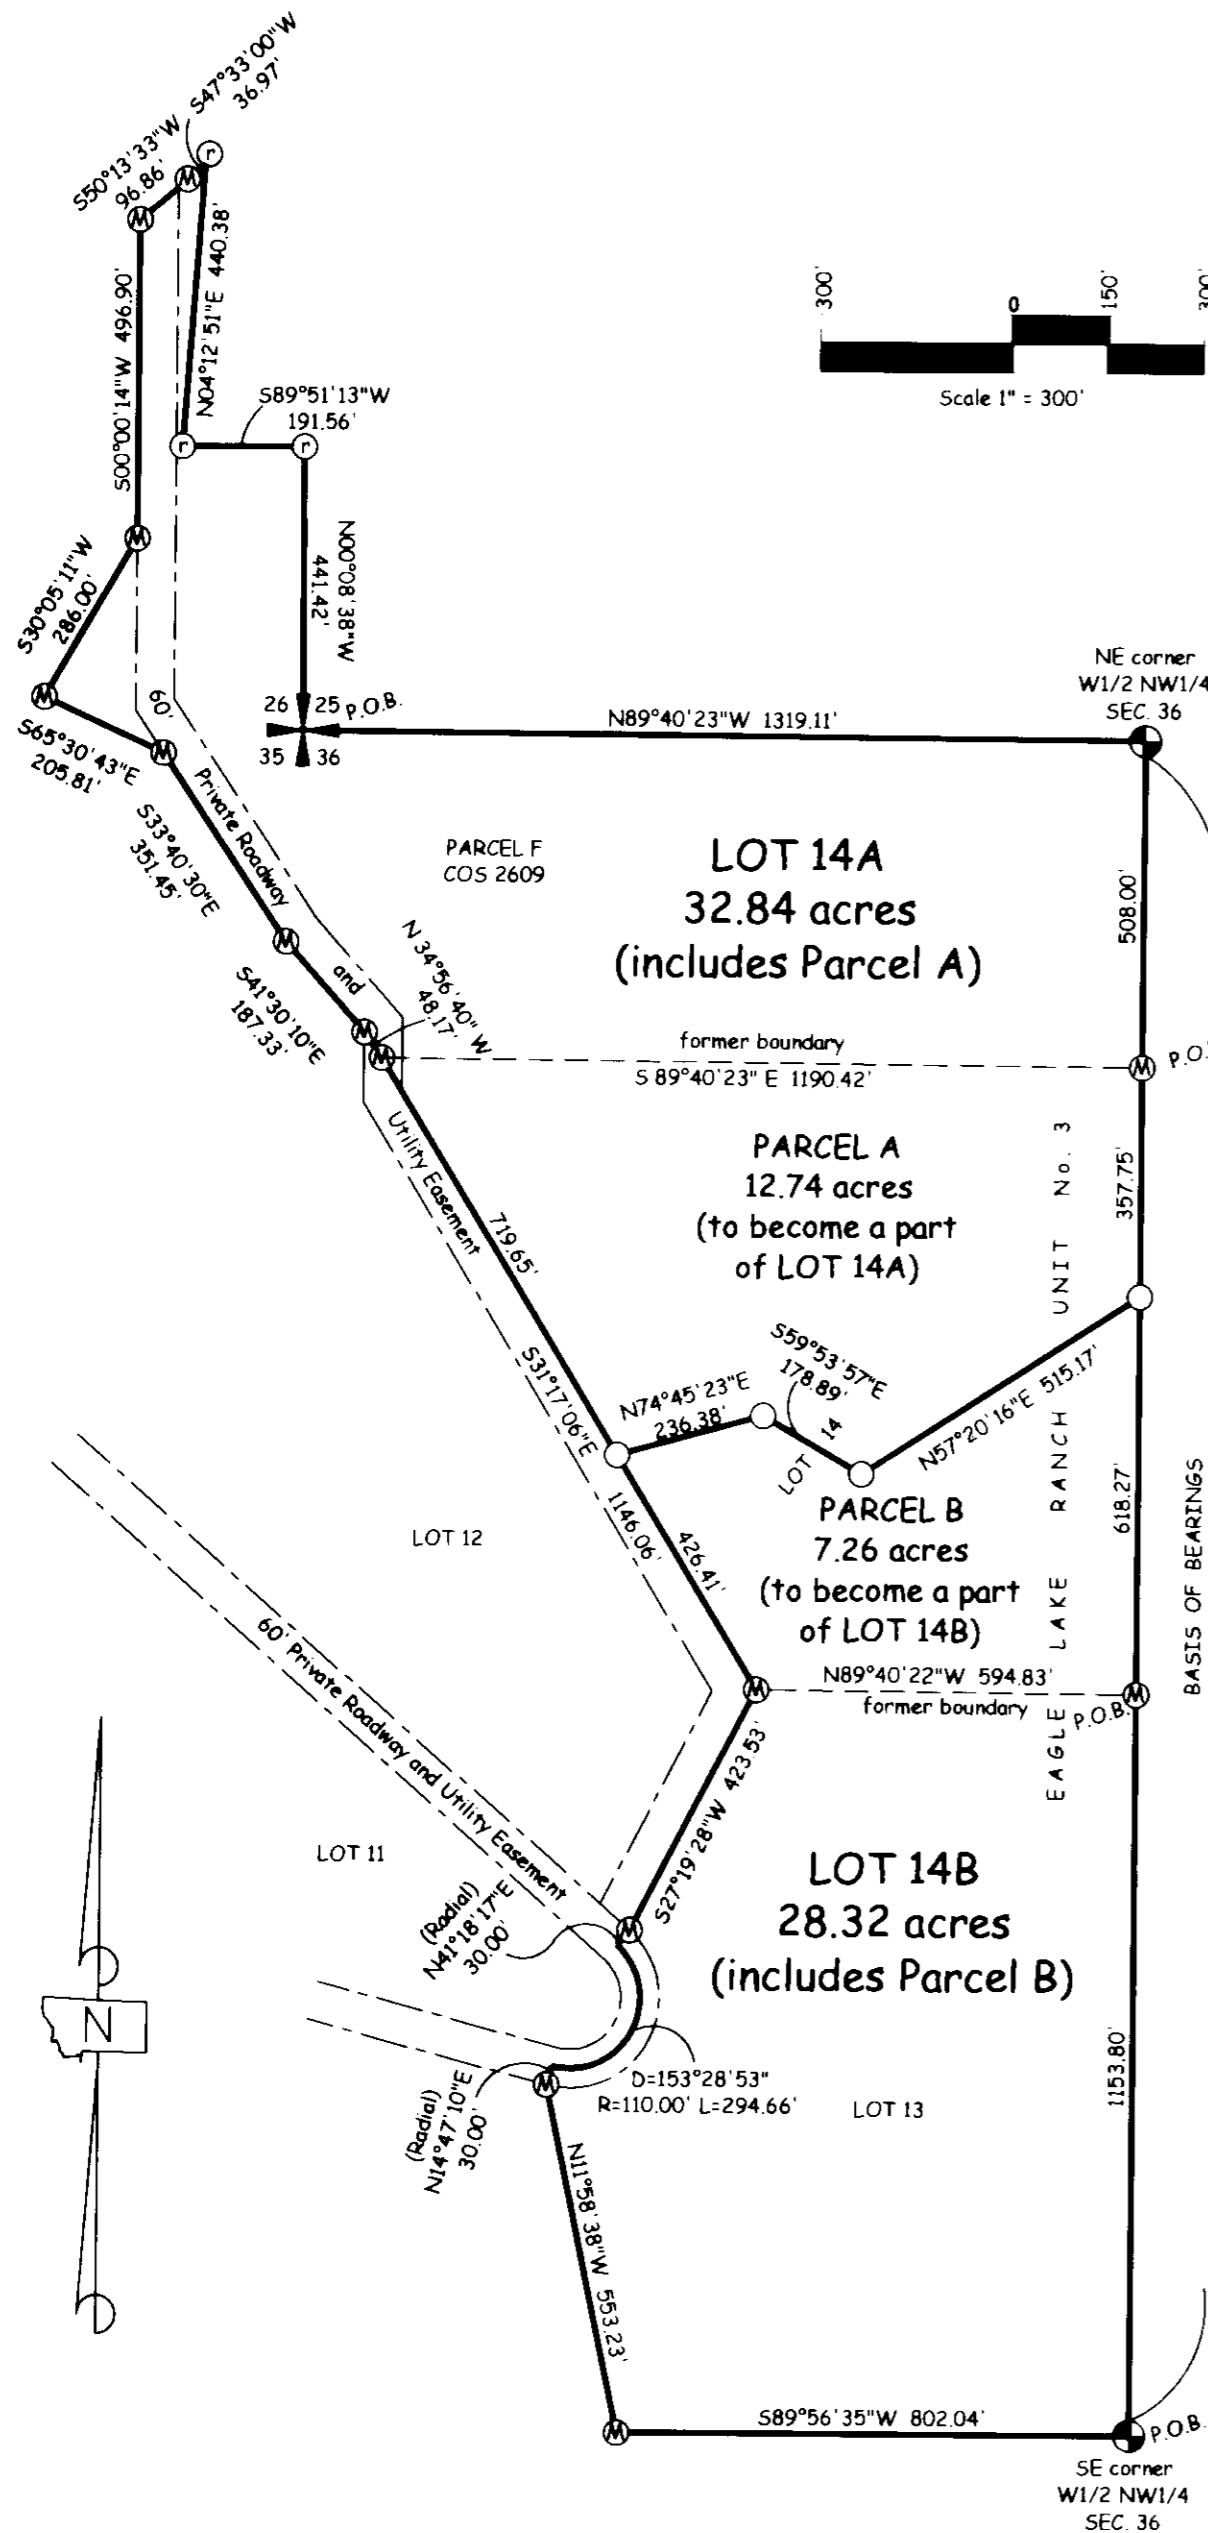 S47°33'00"W
36.97'
S50°13'33"W
96.86'
r
M
M
N04°12'51"E 440.38'
S00°00'14"W 496.90'
300'
0
150'
300'
Scale 1" = 300'
S89°51'13"W
191.56'
r
r
N00°08'38"W
441.42'
M
S30°05'11"W
286.00'
M
S65°30'43"E
205.81'
60'
M
26 25
P.O.B.
35 36
N89°40'23"W 1319.11'
NE corner
W1/2 NW1/4
SEC. 36
Private Roadway
and
Utility Easement
S33°40'30"E
351.45'
PARCEL F
COS 2609
LOT 14A
32.84 acres
(includes Parcel A)
508.00'
M
S41°30'10"E
187.33'
N 34°56'40" W
48.17'
M
M
former boundary
S 89°40'23" E 1190.42'
M
P.O.
PARCEL A
12.74 acres
(to become a part
of LOT 14A)
357.75'
EAGLE LAKE RANCH UNIT No. 3
719.65'
S31°17'06"E
1146.06'
N74°45'23"E
236.38'
S59°53'57"E
178.89'
LOT 14
N57°20'16"E 515.17'
426.41'
PARCEL B
7.26 acres
(to become a part
of LOT 14B)
618.27'
BASIS OF BEARINGS
LOT 12
M
N89°40'22"W 594.83'
former boundary
M
P.O.B.
60' Private Roadway and Utility Easement
S27°19'28"W 423.53'
LOT 11
LOT 14B
28.32 acres
(includes Parcel B)
(Radial)
N41°18'17"E
30.00'
M
N
D=153°28'53"
R=110.00' L=294.66'
M
(Radial)
N14°47'10"E
30.00'
LOT 13
1153.80'
N11°58'38"W 553.23'
M
S89°56'35"W 802.04'
P.O.B.
SE corner
W1/2 NW1/4
SEC. 36